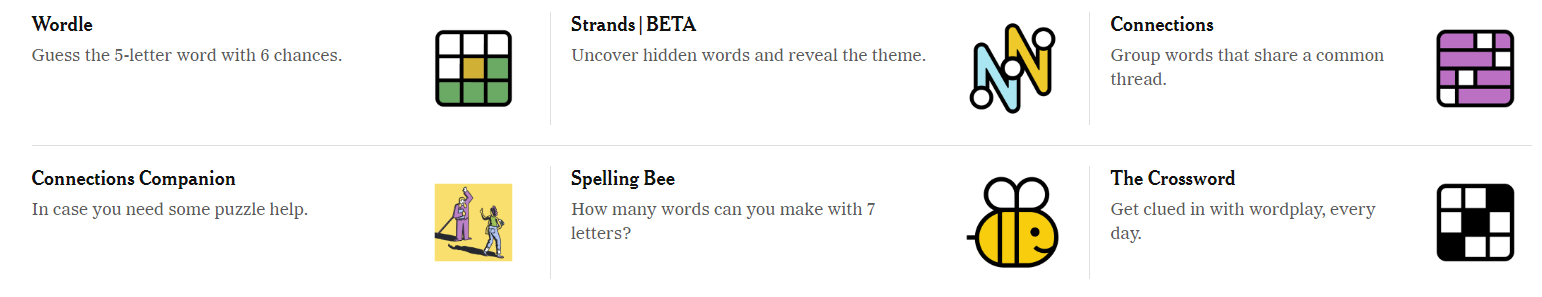 Wordle
Guess the 5-letter word with 6 chances.
Strands|BETA
Uncover hidden words and reveal the theme.
Connections
Group words that share a common
thread.
Connections Companion
In case you need some puzzle help.
Spelling Bee
How many words can you make with 7
letters?
The Crossword
Get clued in with wordplay, every
day.